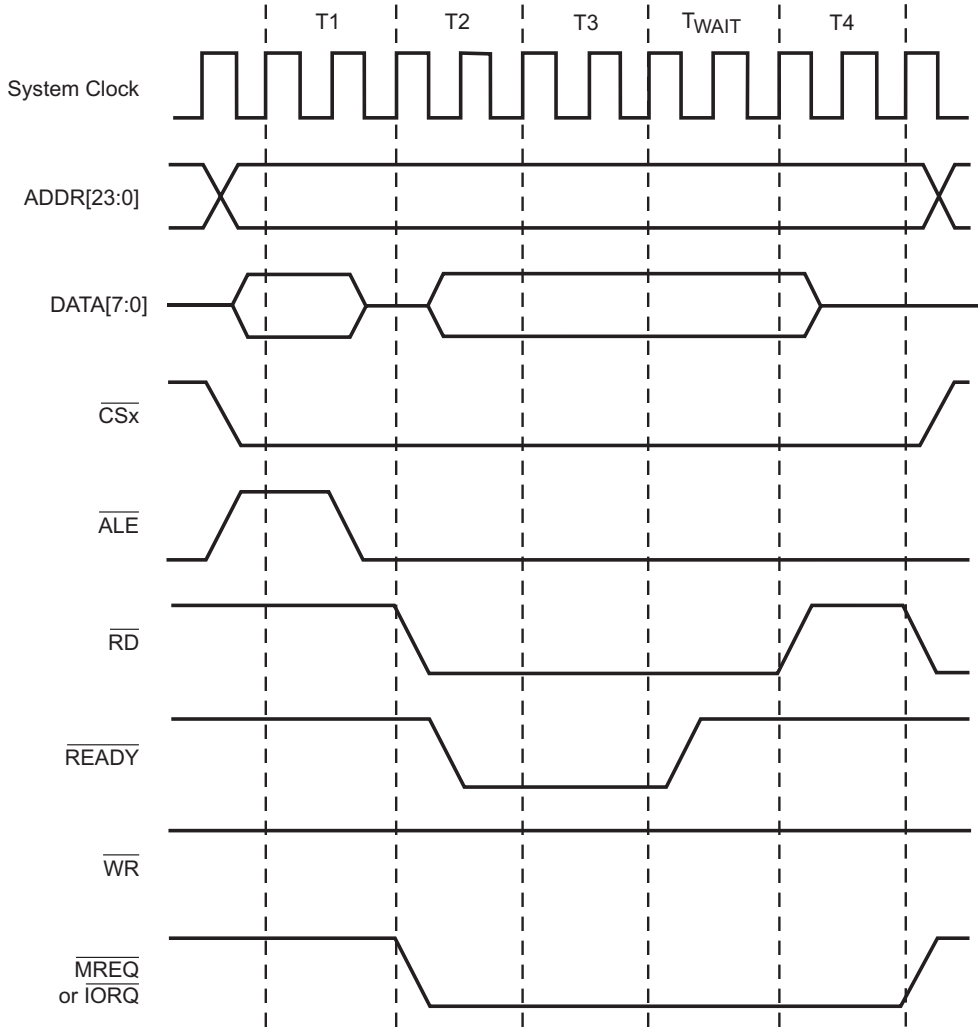 T1 T2 T3 TWAIT T4
System Clock
ADDR[23:0]
DATA[7:0]
CSx
ALE
RD
READY
WR
MREQ
or IORQ